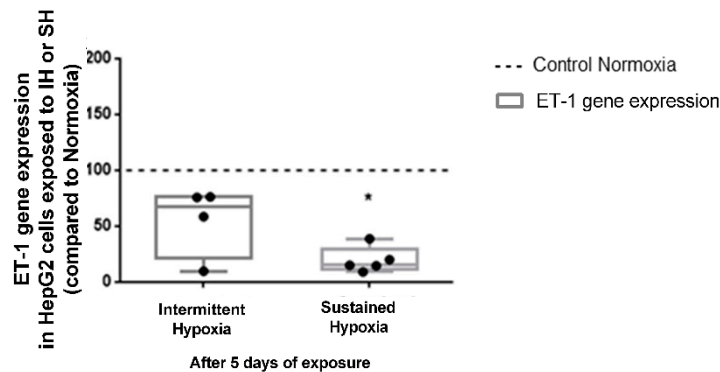 ET-1 gene expression
in HepG2 cells exposed to IH or SH
(compared to Normoxia)
200
150
100
50
0
--- Control Normoxia
ET-1 gene expression
*
Intermittent
Hypoxia
Sustained
Hypoxia
After 5 days of exposure